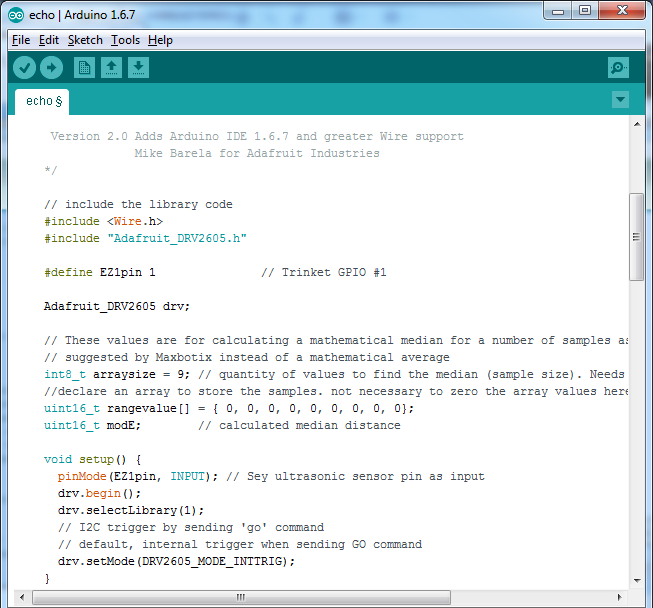 echo | Arduino 1.6.7
File Edit Sketch Tools Help
echo §
Version 2.0 Adds Arduino IDE 1.6.7 and greater Wire support
Mike Barela for Adafruit Industries
*/
// include the library code
#include <Wire.h>
#include "Adafruit_DRV2605.h"
#define EZ1pin 1 // Trinket GPIO #1
Adafruit_DRV2605 drv;
// These values are for calculating a mathematical median for a number of samples as
// suggested by Maxbotix instead of a mathematical average
int8_t arraysize = 9; // quantity of values to find the median (sample size). Needs
//declare an array to store the samples. not necessary to zero the array values here
uint16_t rangevalue[] = { 0, 0, 0, 0, 0, 0, 0, 0, 0};
uint16_t modE; // calculated median distance
void setup() {
pinMode(EZ1pin, INPUT); // Sey ultrasonic sensor pin as input
drv.begin();
drv.selectLibrary(1);
// I2C trigger by sending 'go' command
// default, internal trigger when sending GO command
drv.setMode(DRV2605_MODE_INTTRIG);
}